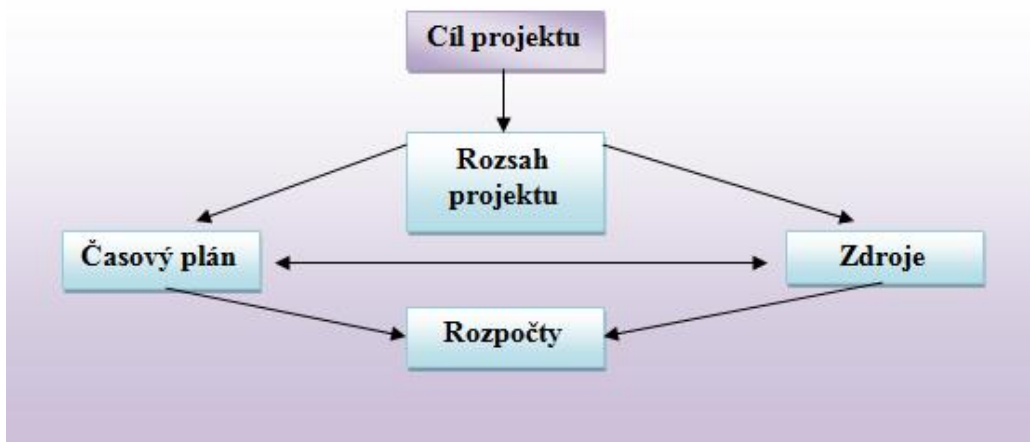 Cíl projektu
Rozsah
projektu
Časový plán
Zdroje
Rozpočty